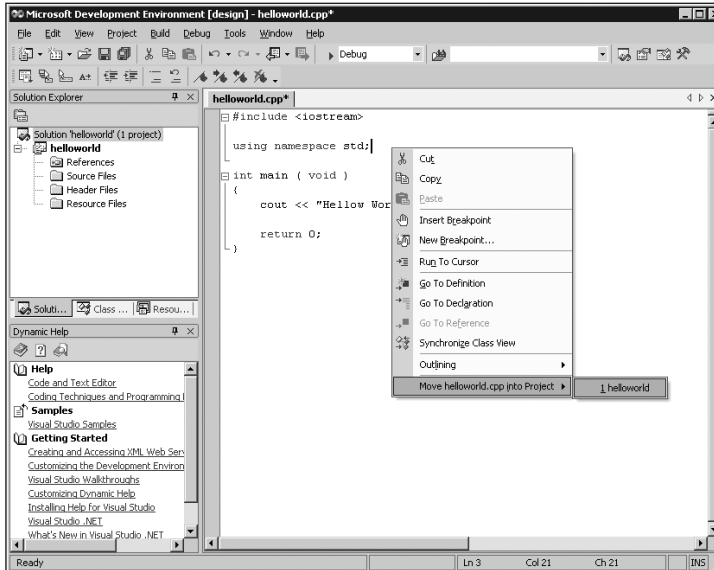 Microsoft Development Environment [design] - helloworld.cpp*
File Edit View Project Build Debug Tools Window Help
Debug
Solution Explorer
Solution 'helloworld' (1 project)
helloworld
References
Source Files
Header Files
Resource Files
Soluti... Class ... Resou...
Dynamic Help
Help
Code and Text Editor
Coding Techniques and Programming
Samples
Visual Studio Samples
Getting Started
Creating and Accessing XML Web Serv
Customizing the Development Environ
Visual Studio Walkthroughs
Customizing Dynamic Help
Installing Help for Visual Studio
Visual Studio .NET
What's New in Visual Studio .NET
helloworld.cpp*
#include <iostream>
using namespace std;
int main ( void )
{
cout << "Hellow Wor
return 0;
}
Cut
Copy
Paste
Insert Breakpoint
New Breakpoint...
Run To Cursor
Go To Definition
Go To Declaration
Go To Reference
Synchronize Class View
Outlining
Move helloworld.cpp into Project
1 helloworld
Ready Ln 3 Col 21 Ch 21 INS